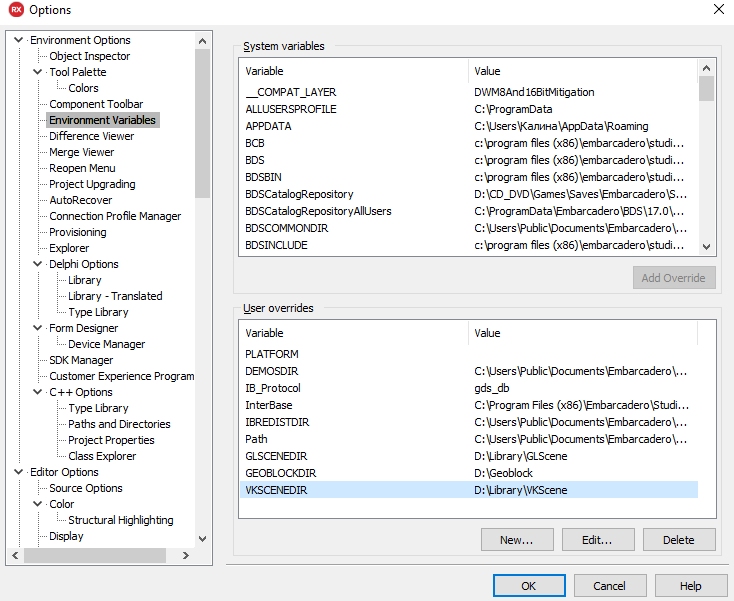 RX Options
Environment Options
Object Inspector
Tool Palette
Colors
Component Toolbar
Environment Variables
Difference Viewer
Merge Viewer
Reopen Menu
Project Upgrading
AutoRecover
Connection Profile Manager
Provisioning
Explorer
Delphi Options
Library
Library - Translated
Type Library
Form Designer
Device Manager
SDK Manager
Customer Experience Program
C++ Options
Type Library
Paths and Directories
Project Properties
Class Explorer
Editor Options
Source Options
Color
Structural Highlighting
Display
System variables
Variable Value
__COMPAT_LAYER DWM8And16BitMitigation
ALLUSERSPROFILE C:\ProgramData
APPDATA C:\Users\Калина\AppData\Roaming
BCB c:\program files (x86)\embarcadero\studi...
BDS c:\program files (x86)\embarcadero\studi...
BDSBIN c:\program files (x86)\embarcadero\studi...
BDSCatalogRepository D:\CD_DVD\Games\Saves\Embarcadero\S...
BDSCatalogRepositoryAllUsers C:\ProgramData\Embarcadero\BDS\17.0\...
BDSCOMMONDIR C:\Users\Public\Documents\Embarcadero\...
BDSINCLUDE c:\program files (x86)\embarcadero\studi...
Add Override
User overrides
Variable Value
PLATFORM
DEMOSDIR C:\Users\Public\Documents\Embarcadero\...
IB_Protocol gds_db
InterBase C:\Program Files (x86)\Embarcadero\Studi...
IBREDISTDIR C:\Users\Public\Documents\Embarcadero\...
Path C:\Users\Public\Documents\Embarcadero\...
GLSCENEDIR D:\Library\GLScene
GEOBLOCKDIR D:\Geoblock
VKSCENEDIR D:\Library\VKScene
New... Edit... Delete
OK Cancel Help